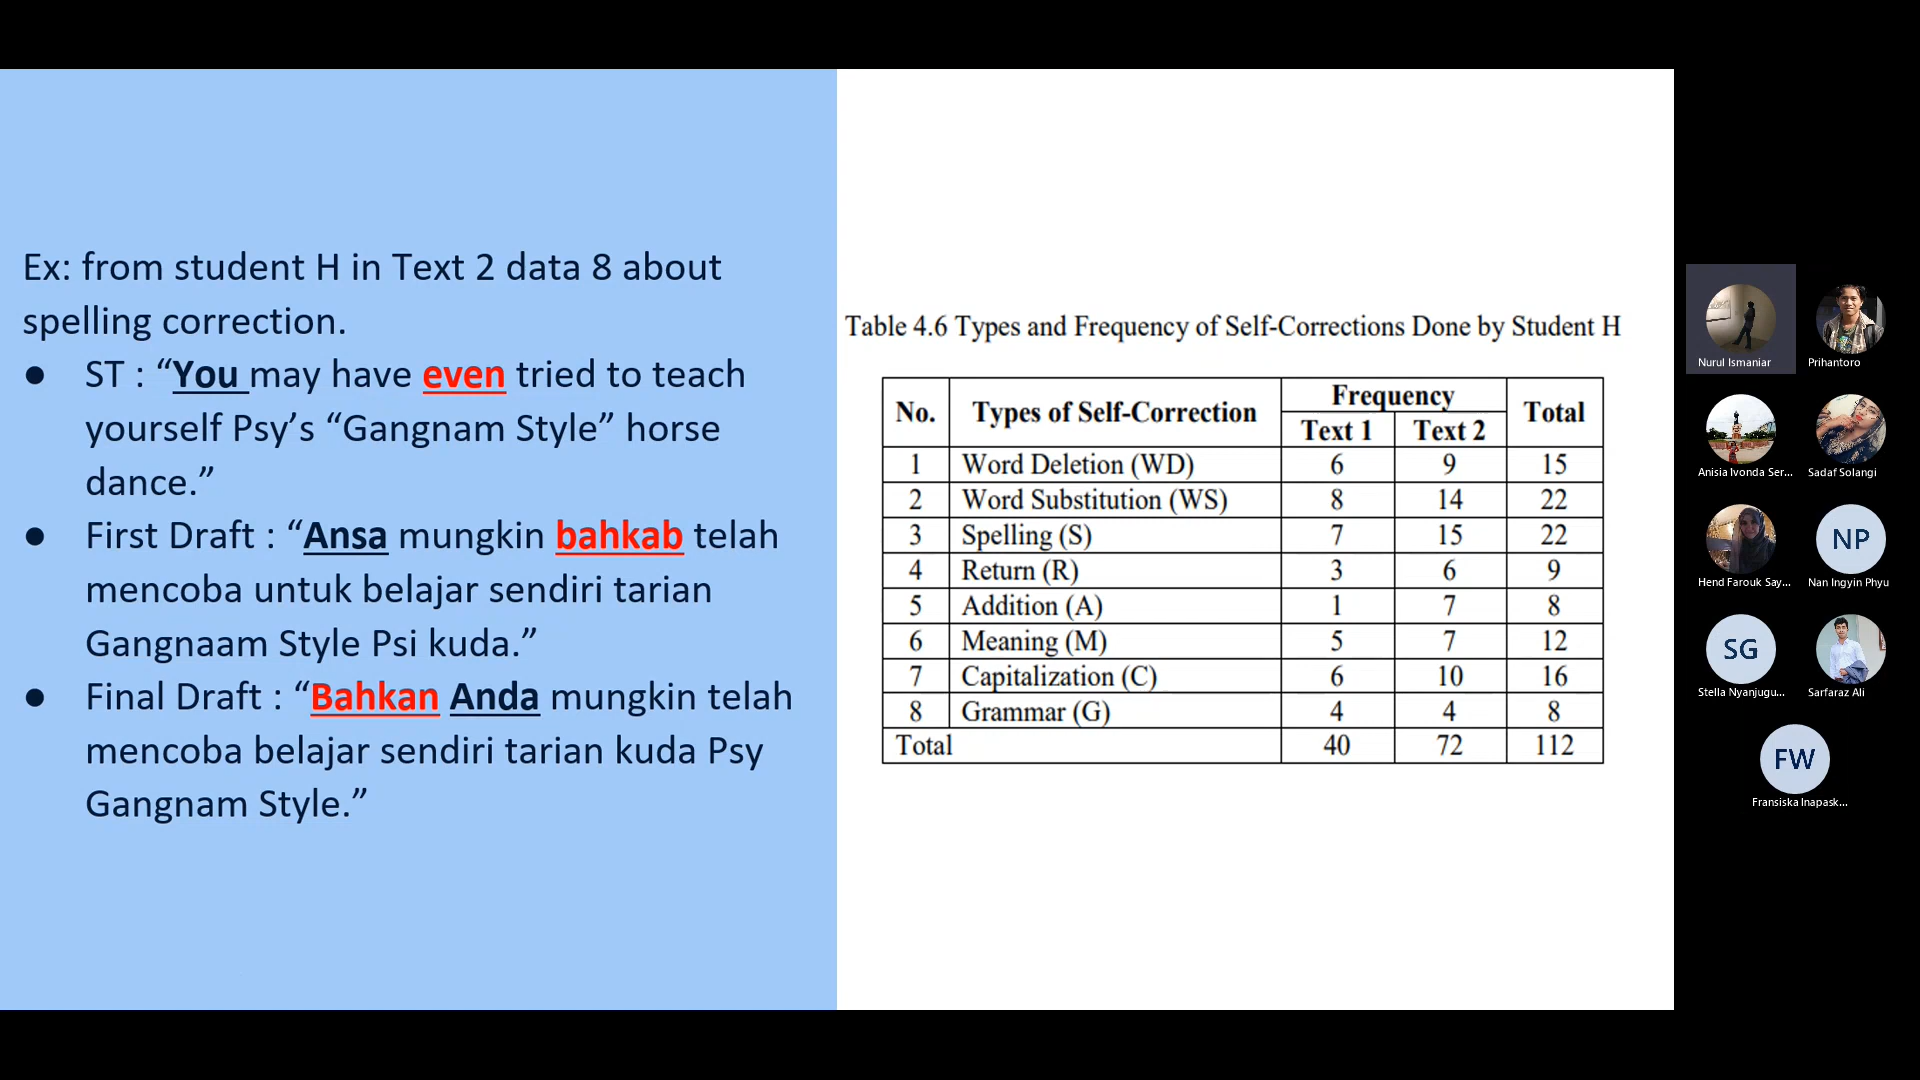 Ex: from student H in Text 2 data 8 about
spelling correction.
● ST : “You may have even tried to teach
yourself Psy’s “Gangnam Style” horse
dance.”
● First Draft : “Ansa mungkin bahkab telah
mencoba untuk belajar sendiri tarian
Gangnaam Style Psi kuda.”
● Final Draft : “Bahkan Anda mungkin telah
mencoba belajar sendiri tarian kuda Psy
Gangnam Style.”
Table 4.6 Types and Frequency of Self-Corrections Done by Student H
No. Types of Self-Correction Frequency Total
Text 1 Text 2
1 Word Deletion (WD) 6 9 15
2 Word Substitution (WS) 8 14 22
3 Spelling (S) 7 15 22
4 Return (R) 3 6 9
5 Addition (A) 1 7 8
6 Meaning (M) 5 7 12
7 Capitalization (C) 6 10 16
8 Grammar (G) 4 4 8
Total 40 72 112
Nurul Ismaniar Prihantoro
Anisia Ivonda Ser... Sadaf Solangi
NP
Hend Farouk Say... Nan Ingyin Phyu
SG
Stella Nyanjugu... Sarfaraz Ali
FW
Fransiska Inapask...